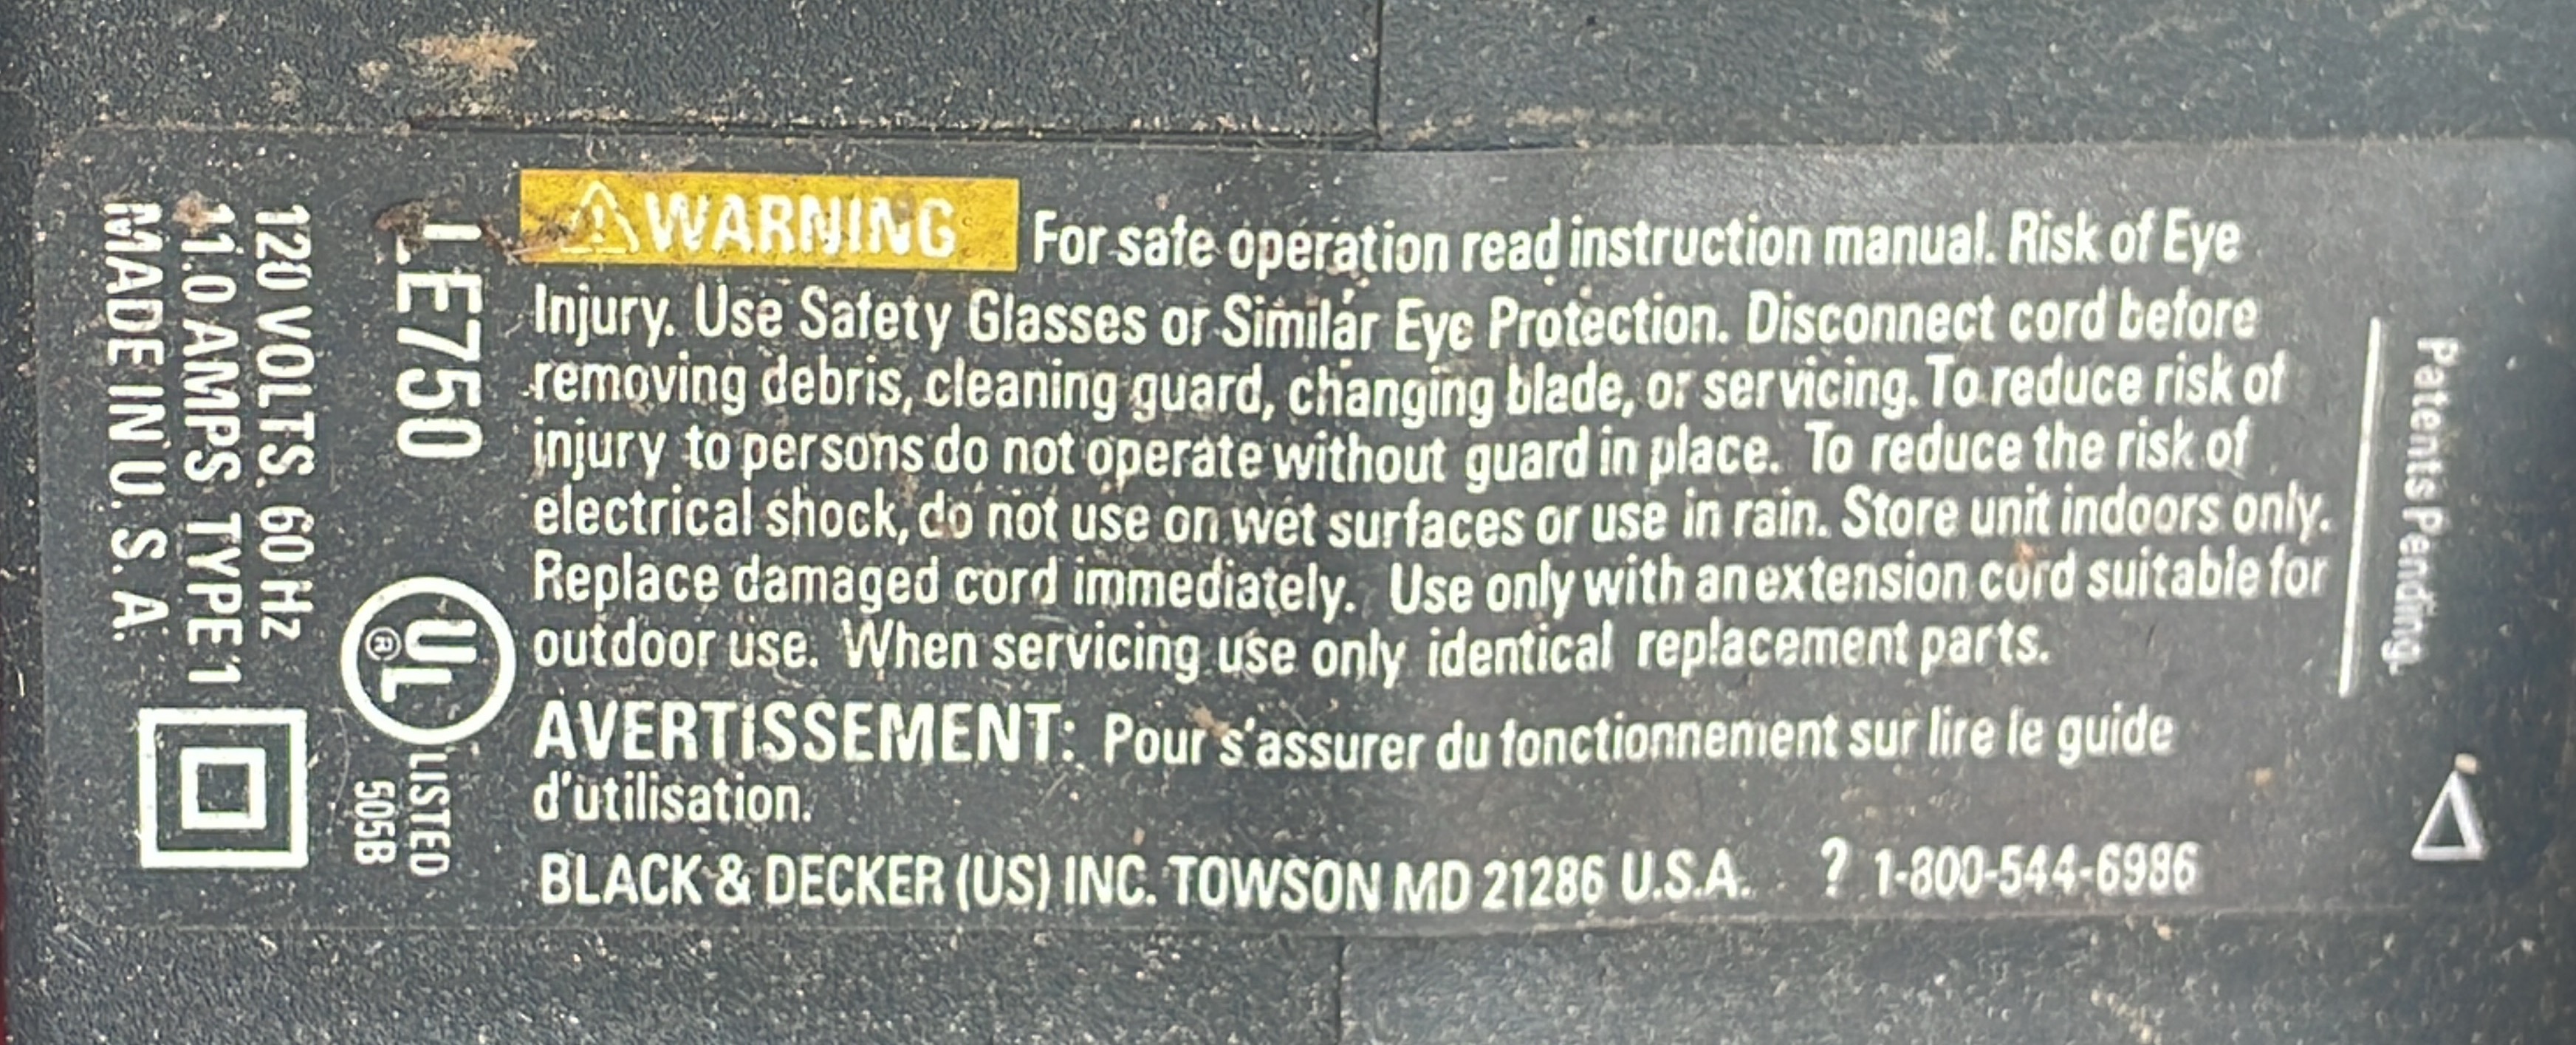 120 VOLTS 60 Hz
11.0 AMPS TYPE 1
MADE IN U. S. A.
LE750
UL
®
LISTED
505B
⚠WARNING For safe operation read instruction manual. Risk of Eye
Injury. Use Safety Glasses or Similar Eye Protection. Disconnect cord before
removing debris, cleaning guard, changing blade, or servicing. To reduce risk of
injury to persons do not operate without guard in place. To reduce the risk of
electrical shock, do not use on wet surfaces or use in rain. Store unit indoors only.
Replace damaged cord immediately. Use only with an extension cord suitable for
outdoor use. When servicing use only identical replacement parts.
AVERTISSEMENT: Pour s'assurer du fonctionnement sur lire le guide
d'utilisation.
BLACK & DECKER (US) INC. TOWSON MD 21286 U.S.A. ? 1-800-544-6986
Patents Pending.